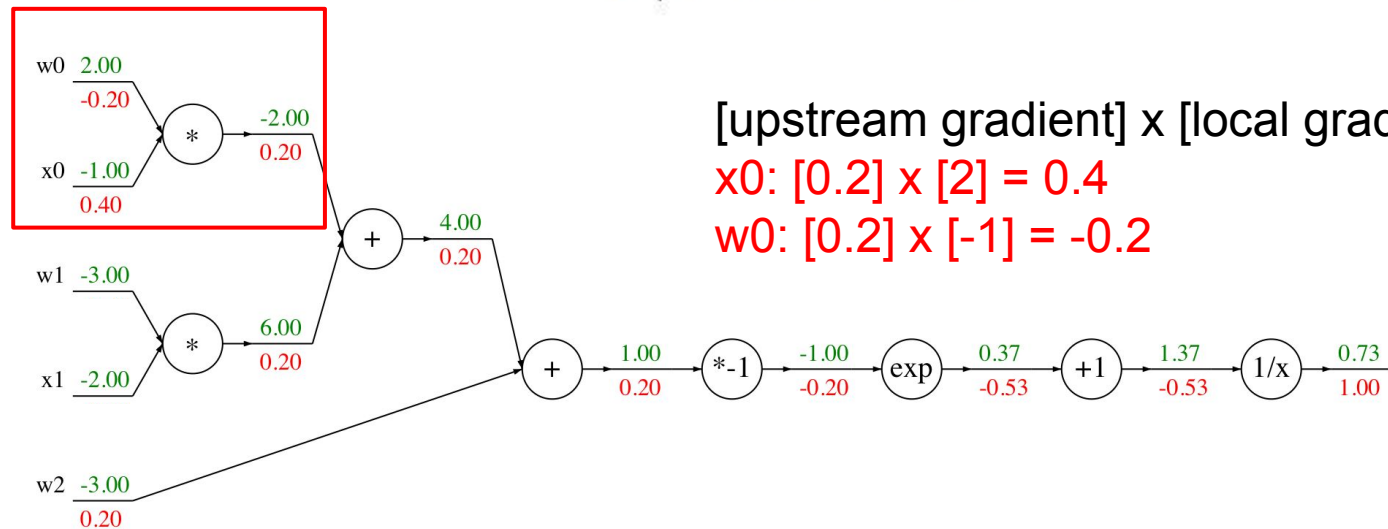 w0 2.00
-0.20
*
-2.00
0.20
x0 -1.00
0.40
[upstream gradient] x [local grad
x0: [0.2] x [2] = 0.4
w0: [0.2] x [-1] = -0.2
+
4.00
0.20
w1 -3.00
*
6.00
0.20
x1 -2.00
+
1.00
0.20
*-1
-1.00
-0.20
exp
0.37
-0.53
+1
1.37
-0.53
1/x
0.73
1.00
w2 -3.00
0.20